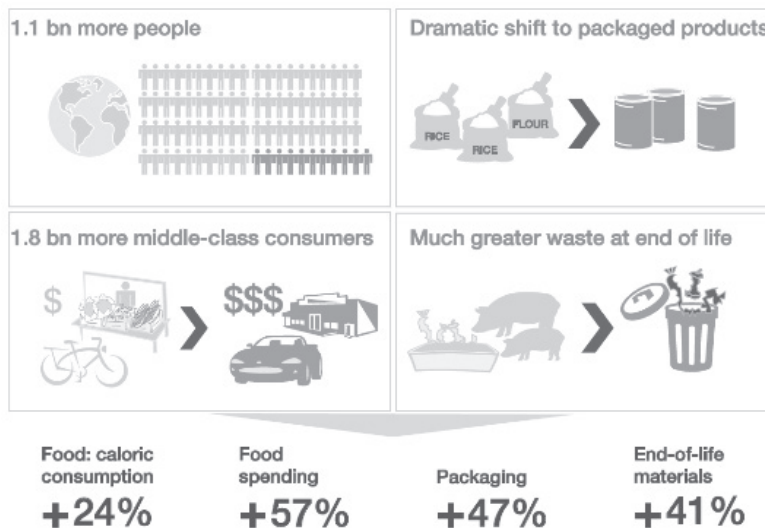 1.1 bn more people
Dramatic shift to packaged products
RICE
RICE
FLOUR
1.8 bn more middle-class consumers
Much greater waste at end of life
$
$$$
Food: caloric
consumption
+24%
Food
spending
+57%
Packaging
+47%
End-of-life
materials
+41%